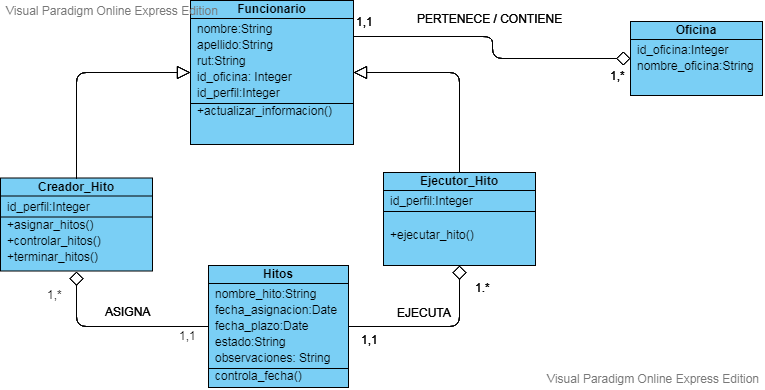 Visual Paradigm Online Express Edition
Funcionario
nombre:String
apellido:String
rut:String
id_oficina: Integer
id_perfil:Integer
+actualizar_informacion()
1,1
PERTENECE / CONTIENE
1,*
Oficina
id_oficina:Integer
nombre_oficina:String
Creador_Hito
id_perfil:Integer
+asignar_hitos()
+controlar_hitos()
+terminar_hitos()
Ejecutor_Hito
id_perfil:Integer
+ejecutar_hito()
1,*
ASIGNA
1,1
Hitos
nombre_hito:String
fecha_asignacion:Date
fecha_plazo:Date
estado:String
observaciones: String
controla_fecha()
1.*
EJECUTA
1,1
Visual Paradigm Online Express Edition